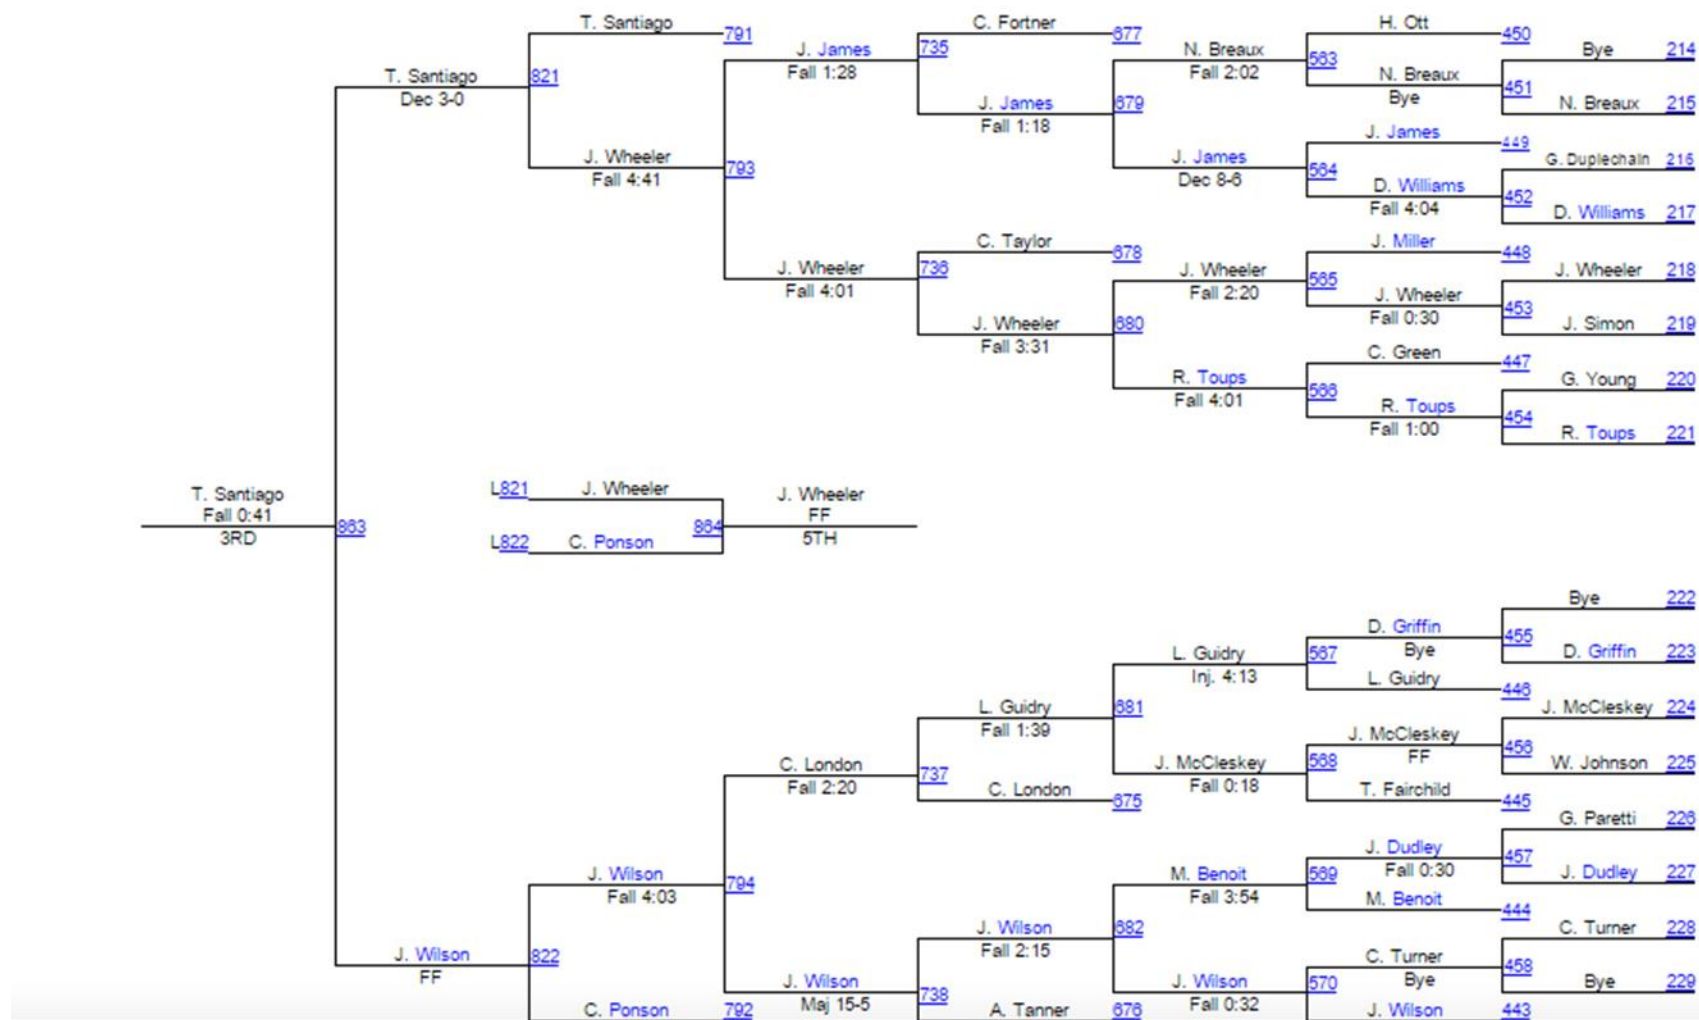 T. Santiago
791
C. Fortner
677
H. Ott
450
Bye 214
J. James
735
Fall 1:28
N. Breaux
Fall 2:02
563
N. Breaux
Bye
451
N. Breaux 215
T. Santiago
Dec 3-0
821
J. James
Fall 1:18
679
J. James
449
G. Duplechain 216
J. Wheeler
Fall 4:41
793
J. James
Dec 8-6
564
D. Williams
Fall 4:04
452
D. Williams 217
C. Taylor
678
J. Miller
448
J. Wheeler 218
J. Wheeler
Fall 4:01
736
J. Wheeler
Fall 2:20
565
J. Wheeler
Fall 0:30
453
J. Simon 219
J. Wheeler
Fall 3:31
680
C. Green
447
G. Young 220
R. Toups
Fall 4:01
566
R. Toups
Fall 1:00
454
R. Toups 221
T. Santiago
Fall 0:41
3RD
863
L821 J. Wheeler
864
L822 C. Ponson
J. Wheeler
FF
5TH
Bye 222
D. Griffin
Bye
455
D. Griffin 223
L. Guidry
Inj. 4:13
567
L. Guidry
446
J. McCleskey 224
L. Guidry
Fall 1:39
681
J. McCleskey
FF
456
W. Johnson 225
C. London
Fall 2:20
737
C. London
675
J. McCleskey
Fall 0:18
568
T. Fairchild
445
G. Paretti 226
J. Dudley
Fall 0:30
457
J. Dudley 227
J. Wilson
Fall 4:03
794
M. Benoit
Fall 3:54
569
M. Benoit
444
C. Turner 228
J. Wilson
FF
822
J. Wilson
Fall 2:15
682
C. Turner
Bye
458
Bye 229
C. Ponson
792
J. Wilson
Maj 15-5
738
A. Tanner
676
J. Wilson
Fall 0:32
570
J. Wilson
443